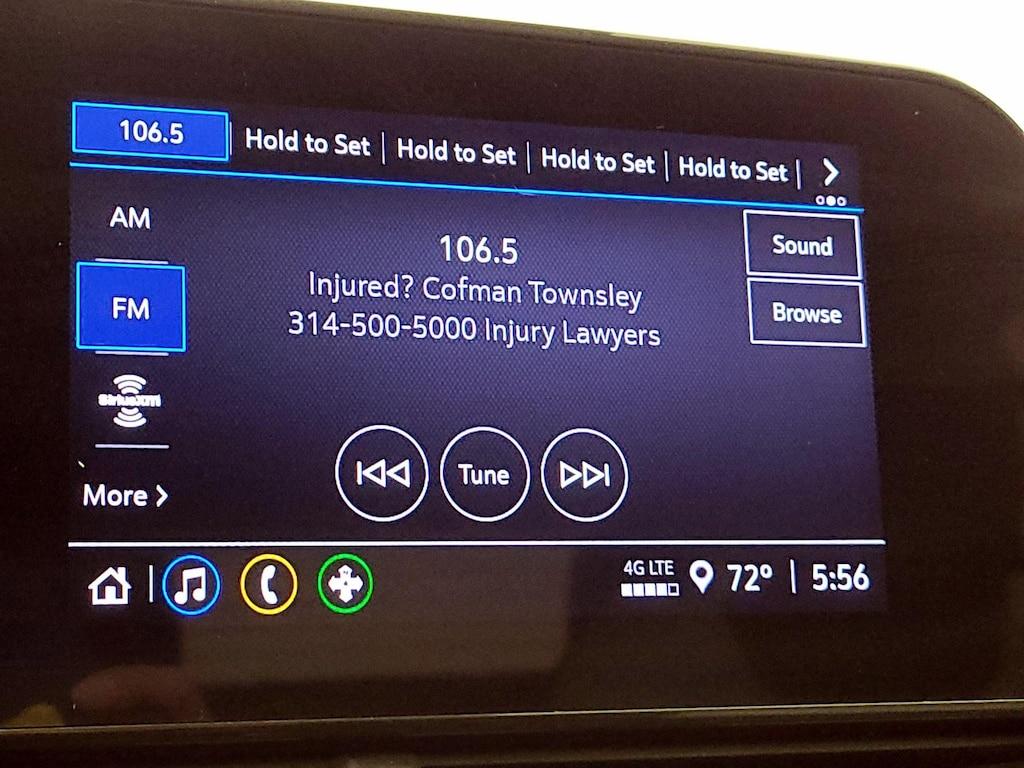 106.5 Hold to Set Hold to Set Hold to Set Hold to Set
AM
FM
SiriusXM
More
106.5
Injured? Cofman Townsley
314-500-5000 Injury Lawyers
Sound
Browse
Tune
4G LTE
72° 5:56